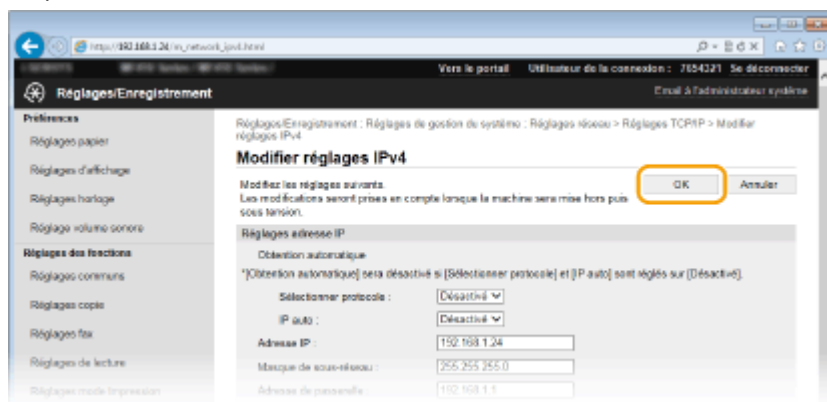 http://192.168.1.24/m_network_ipv4.html
Vers le portail Utilisateur de la connexion : 7654321 Se déconnecter
Réglages/Enregistrement
Email à l'administrateur système
Préférences
Réglages papier
Réglages d'affichage
Réglages horloge
Réglage volume sonore
Réglages des fonctions
Réglages communs
Réglages copie
Réglages fax
Réglages de lecture
Réglages mode Impression
Réglages/Enregistrement : Réglages de gestion du système : Réglages réseau > Réglages TCP/IP > Modifier
réglages IPv4
Modifier réglages IPv4
Modifiez les réglages suivants.
Les modifications seront prises en compte lorsque la machine sera mise hors puis
sous tension.
OK Annuler
Réglages adresse IP
Obtention automatique
*[Obtention automatique] sera désactivé si [Sélectionner protocole] et [IP auto] sont réglés sur [Désactivé].
Sélectionner protocole : Désactivé
IP auto : Désactivé
Adresse IP : 192.168.1.24
Masque de sous-réseau : 255.255.255.0
Adresse de passerelle : 192.168.1.1